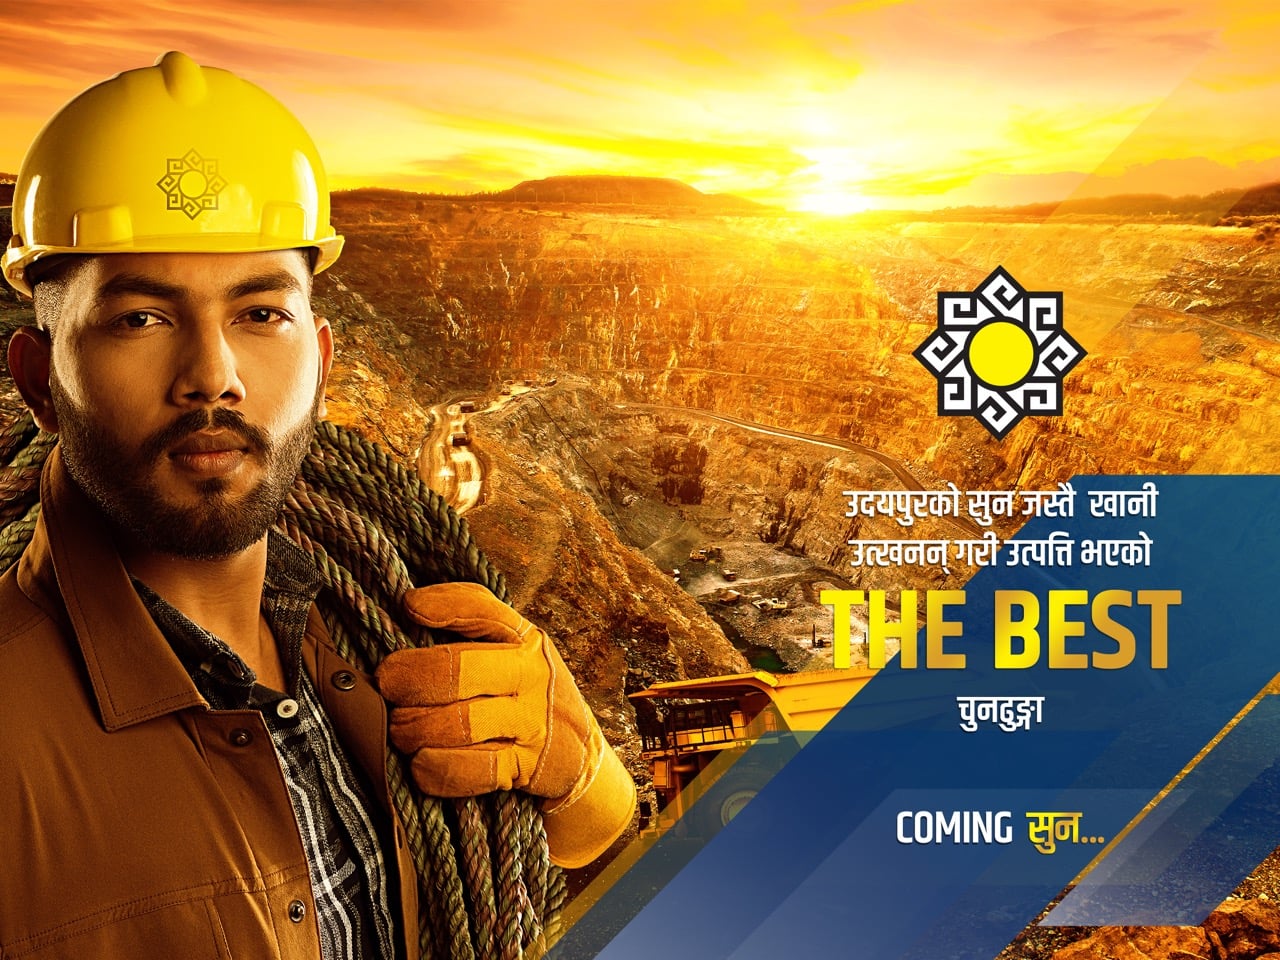 उदयपुरको सुन जस्तै खानी
उत्खनन् गरी उत्पत्ति भएको
THE BEST
चुनढुङ्गा
COMING सुन...